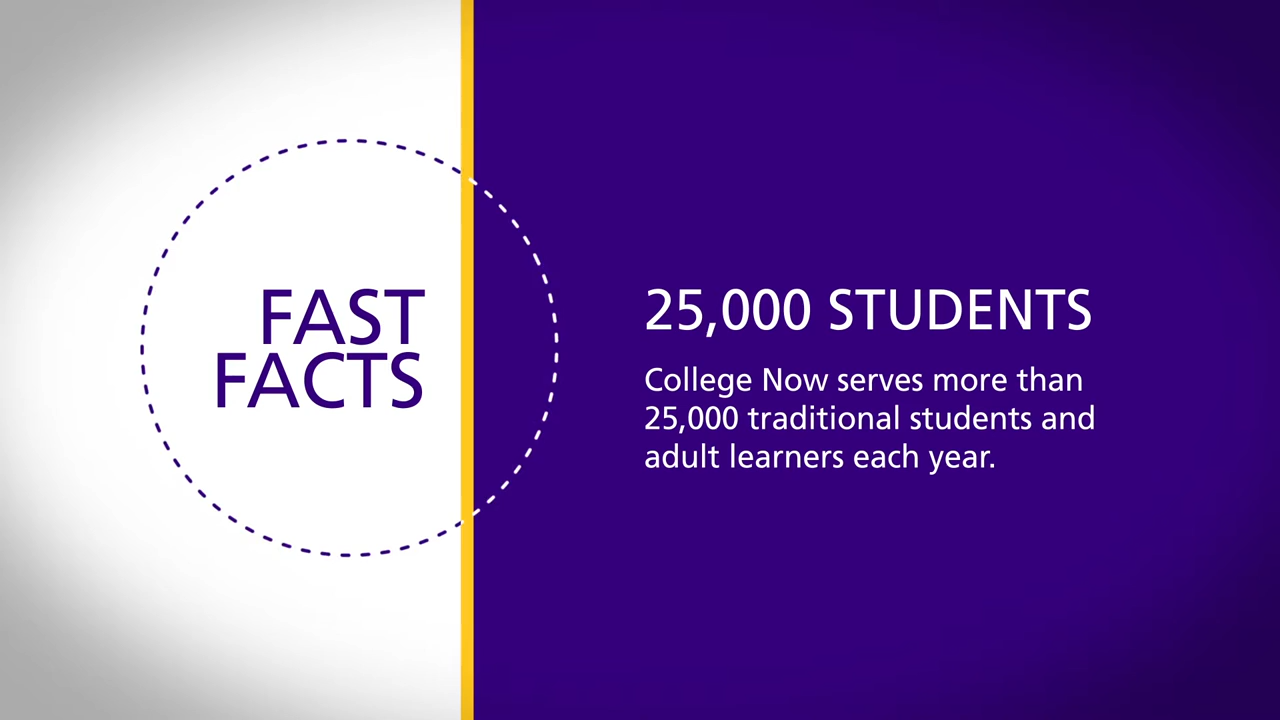 FAST
FACTS
25,000 STUDENTS
College Now serves more than
25,000 traditional students and
adult learners each year.